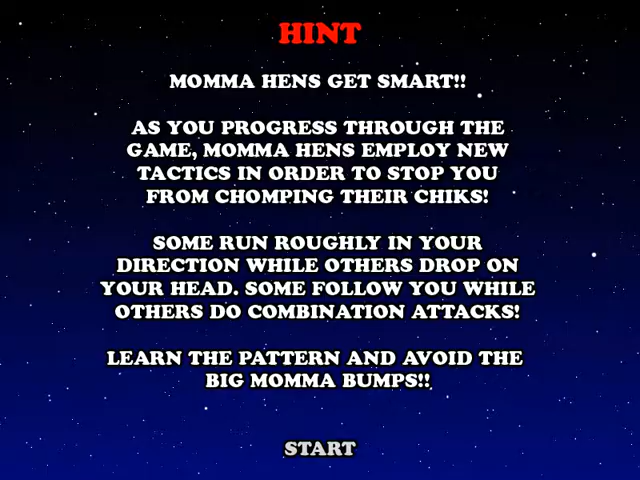 HINT
MOMMA HENS GET SMART!!
AS YOU PROGRESS THROUGH THE
GAME, MOMMA HENS EMPLOY NEW
TACTICS IN ORDER TO STOP YOU
FROM CHOMPING THEIR CHIKS!
SOME RUN ROUGHLY IN YOUR
DIRECTION WHILE OTHERS DROP ON
YOUR HEAD. SOME FOLLOW YOU WHILE
OTHERS DO COMBINATION ATTACKS!
LEARN THE PATTERN AND AVOID THE
BIG MOMMA BUMPS!!
START